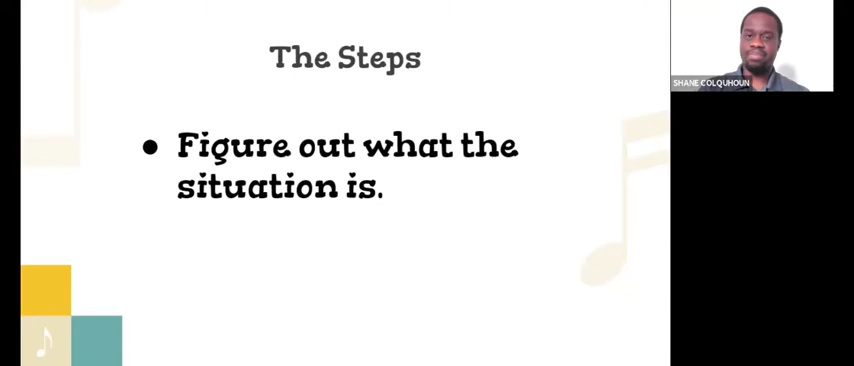 The Steps
● Figure out what the
situation is.
SHANE COLQUHOUN